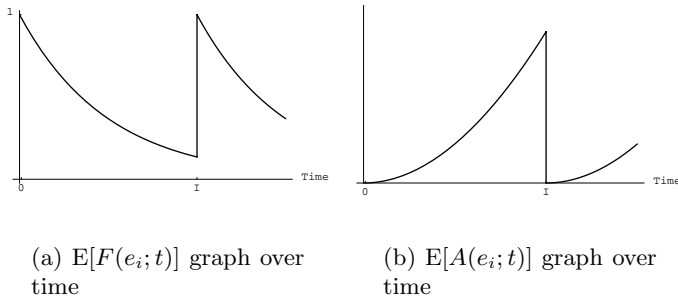 1
Time
0
I
Time
0
I
(a) E[F(e_i; t)] graph over
time
(b) E[A(e_i; t)] graph over
time